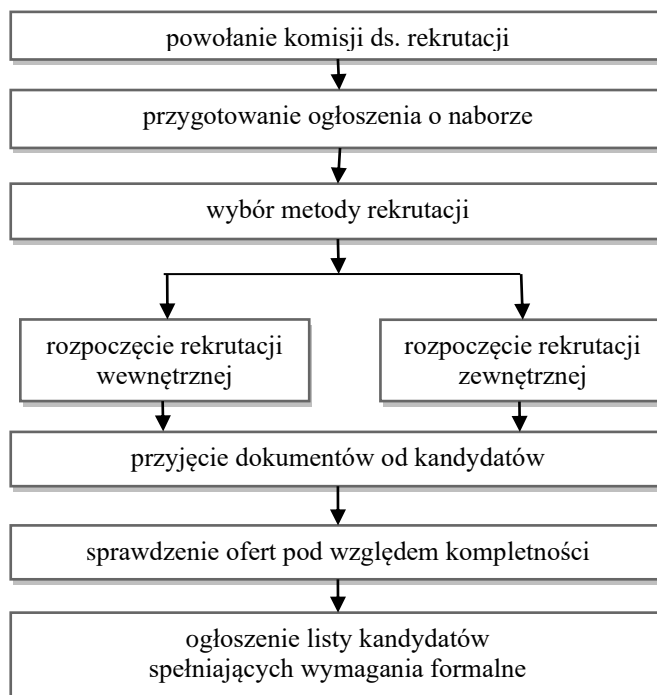 powołanie komisji ds. rekrutacji
przygotowanie ogłoszenia o naborze
wybór metody rekrutacji
rozpoczęcie rekrutacji
wewnętrznej
rozpoczęcie rekrutacji
zewnętrznej
przyjęcie dokumentów od kandydatów
sprawdzenie ofert pod względem kompletności
ogłoszenie listy kandydatów
spełniających wymagania formalne